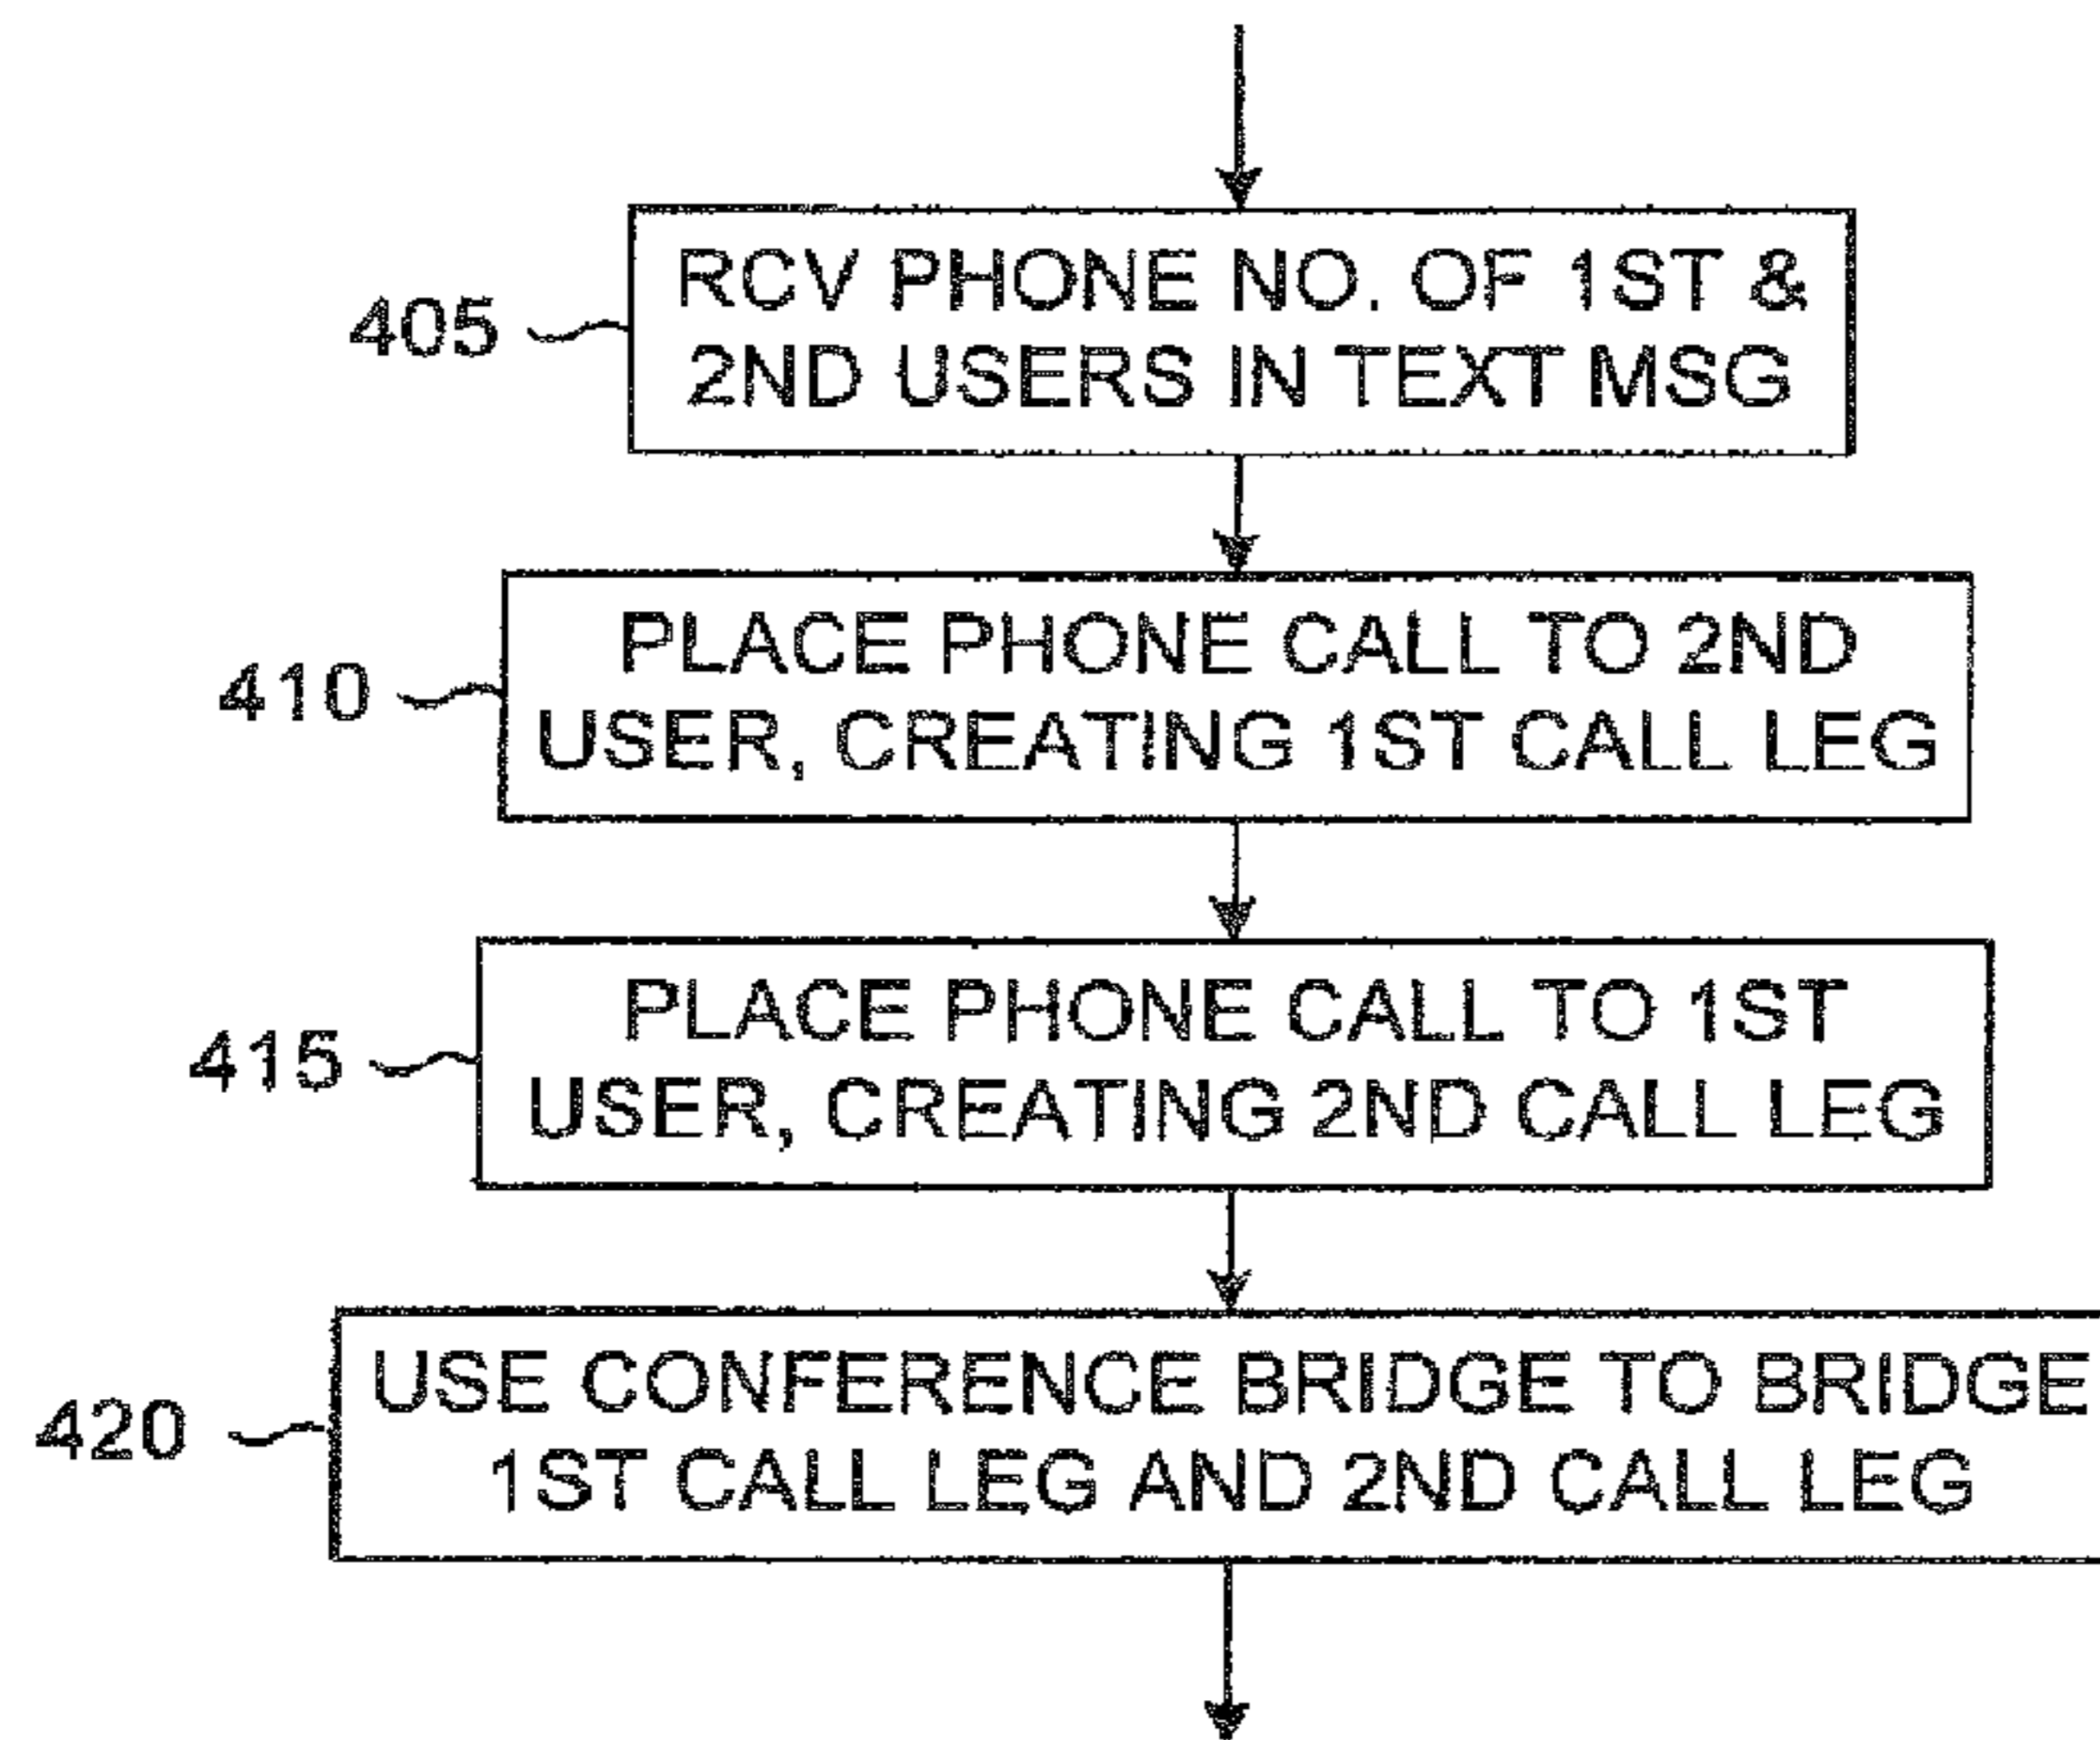 405
RCV PHONE NO. OF 1ST &
2ND USERS IN TEXT MSG
410
PLACE PHONE CALL TO 2ND
USER, CREATING 1ST CALL LEG
415
PLACE PHONE CALL TO 1ST
USER, CREATING 2ND CALL LEG
420
USE CONFERENCE BRIDGE TO BRIDGE
1ST CALL LEG AND 2ND CALL LEG